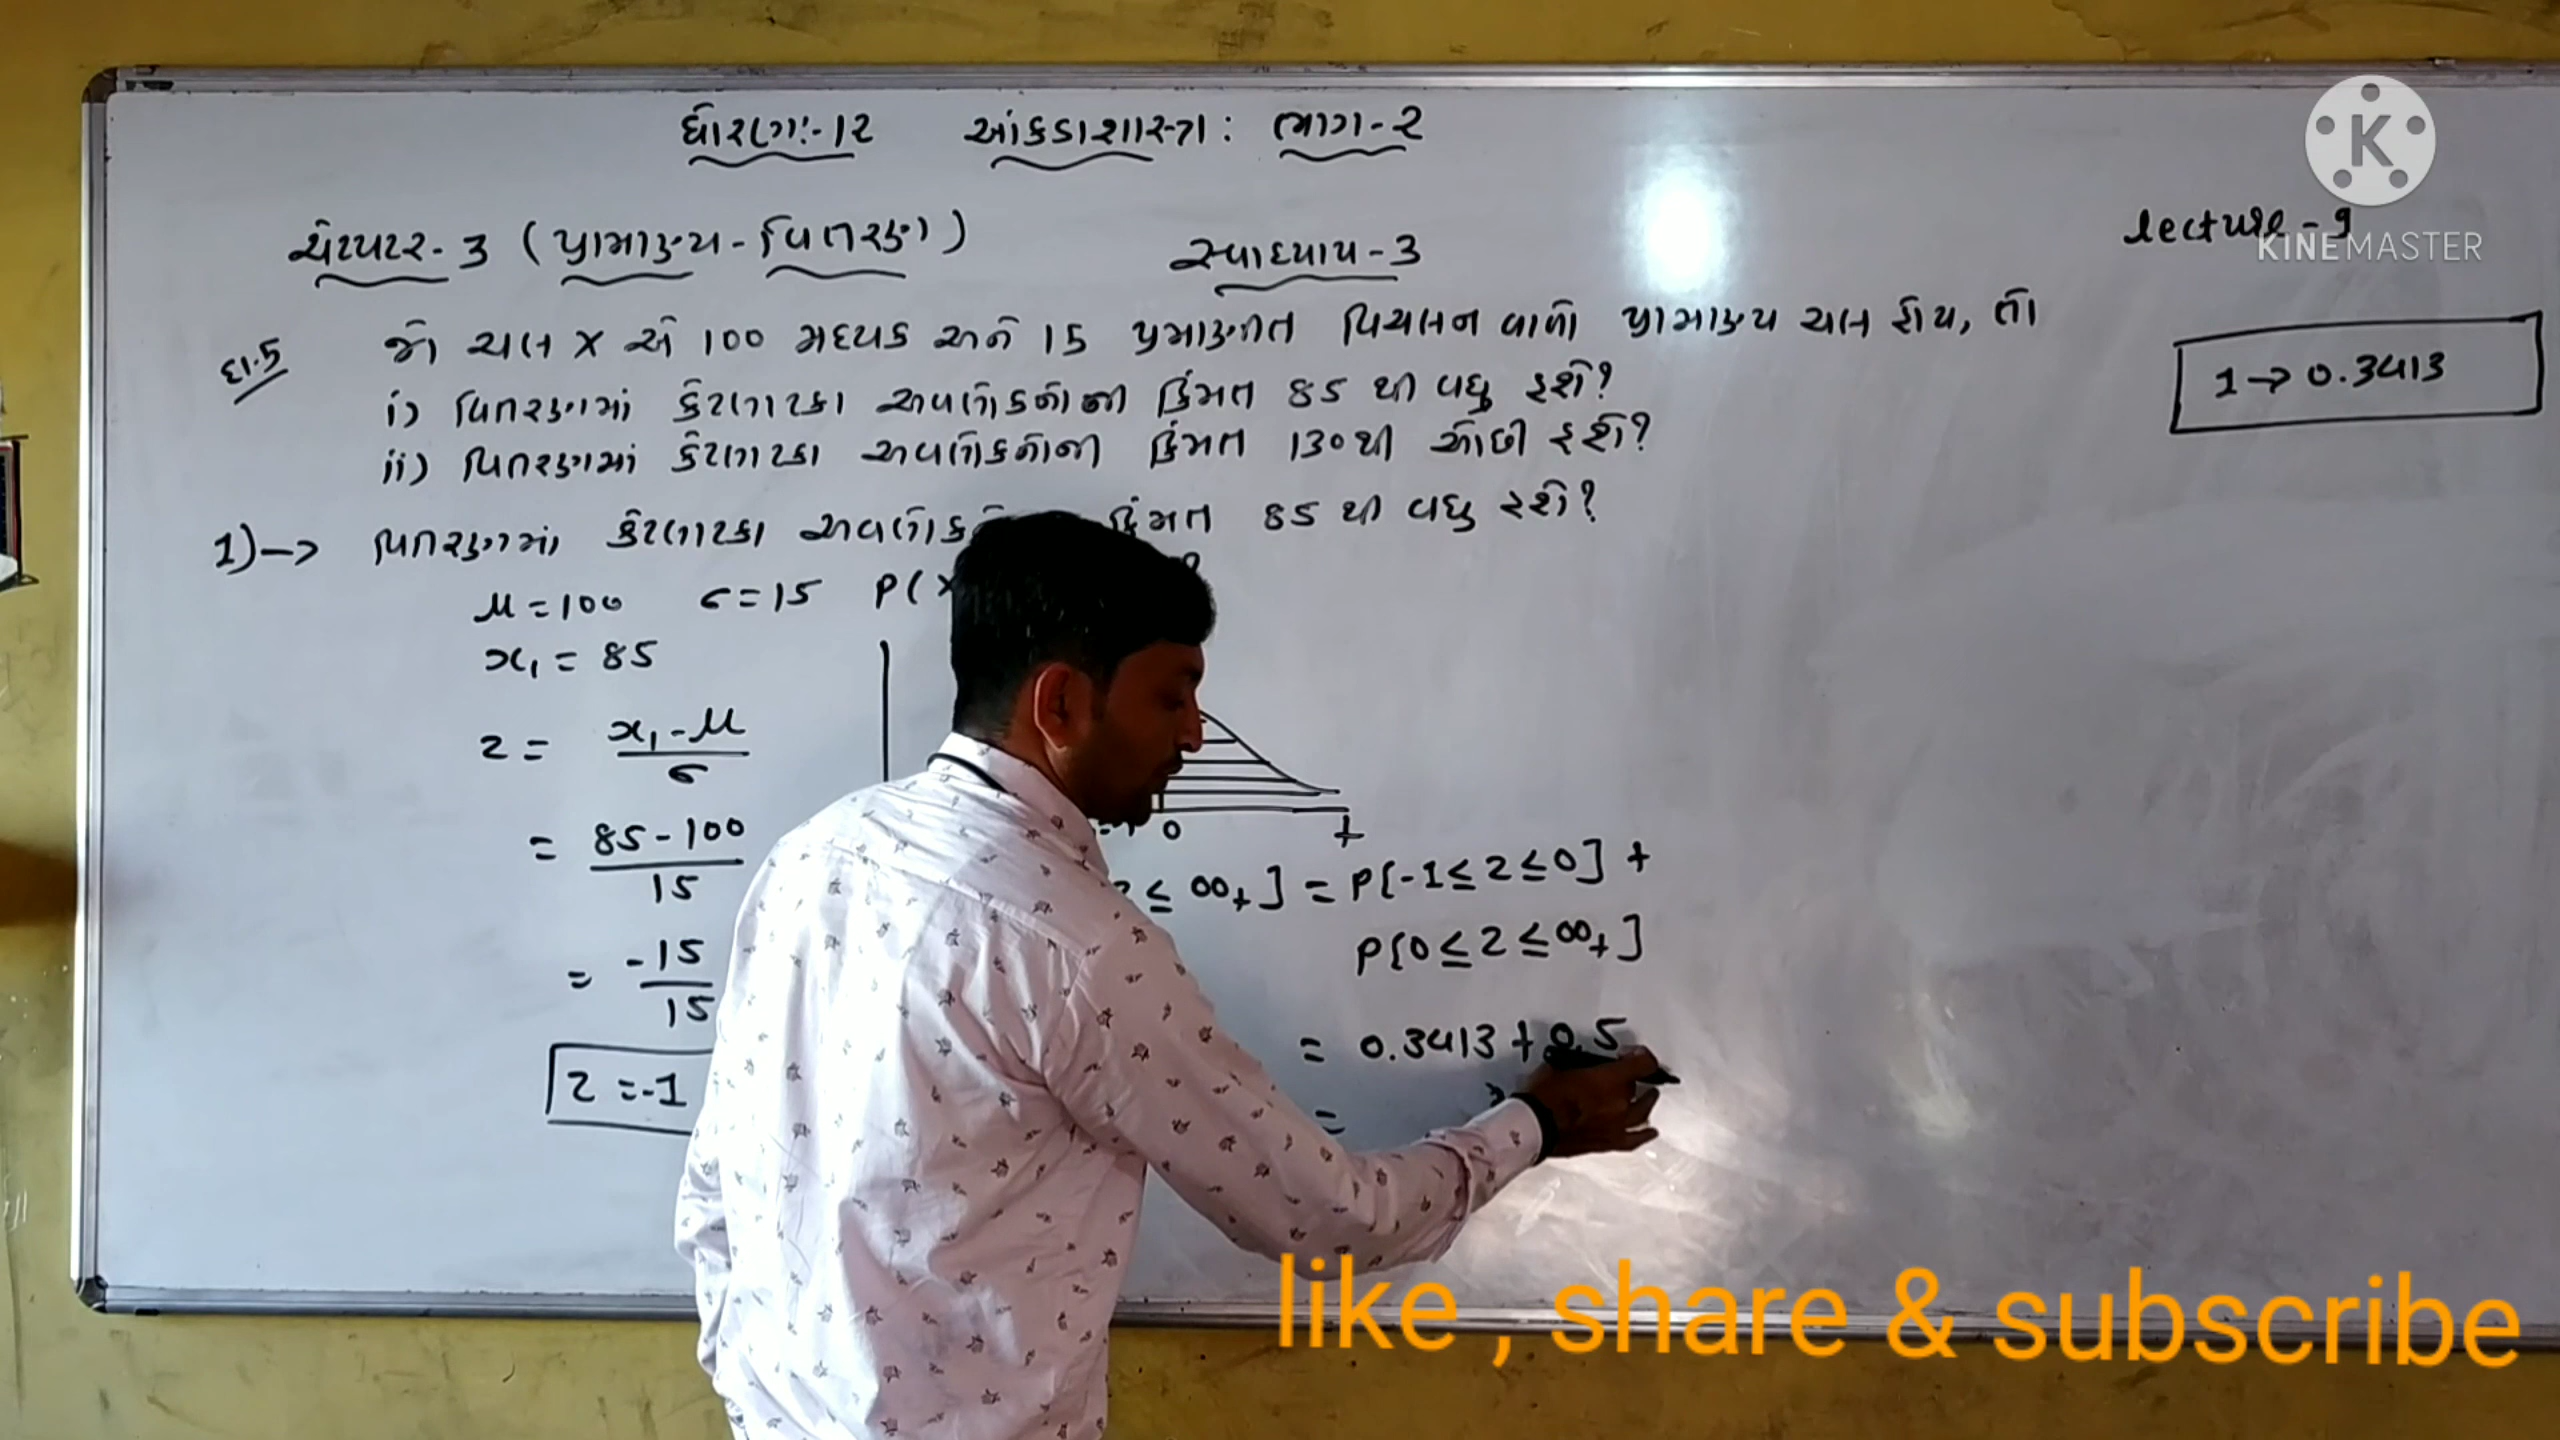 ધોરણ:-12 આંકડાશાસ્ત્ર: ભાગ-2
ચેપ્ટર-3 (પ્રામાણ્ય-વિતરણ) સ્વાધ્યાય-3
lecture-9
KINEMASTER
દા.5 જો ચલ X એ 100 મધ્યક અને 15 પ્રમાણિત વિચલન વાળો પ્રામાણ્ય ચલ હોય, તો
i) વિતરણમાં કેટલાટકા અવલોકનોની કિંમત 85 થી વધુ હશે?
ii) વિતરણમાં કેટલાટકા અવલોકનોની કિંમત 130થી ઓછી હશે?
1 → 0.3413
1)→ વિતરણમાં કેટલાટકા કિંમત 85 થી વધુ હશે?
μ = 100 σ = 15 P(
x₁ = 85
z = x₁ - μ / σ
= 85 - 100 / 15
= -15 / 15
z = -1
0 +
≤ ∞+] = P[-1 ≤ z ≤ 0] +
P[0 ≤ z ≤ ∞+]
= 0.3413 + 0.5
=
like , share & subscribe